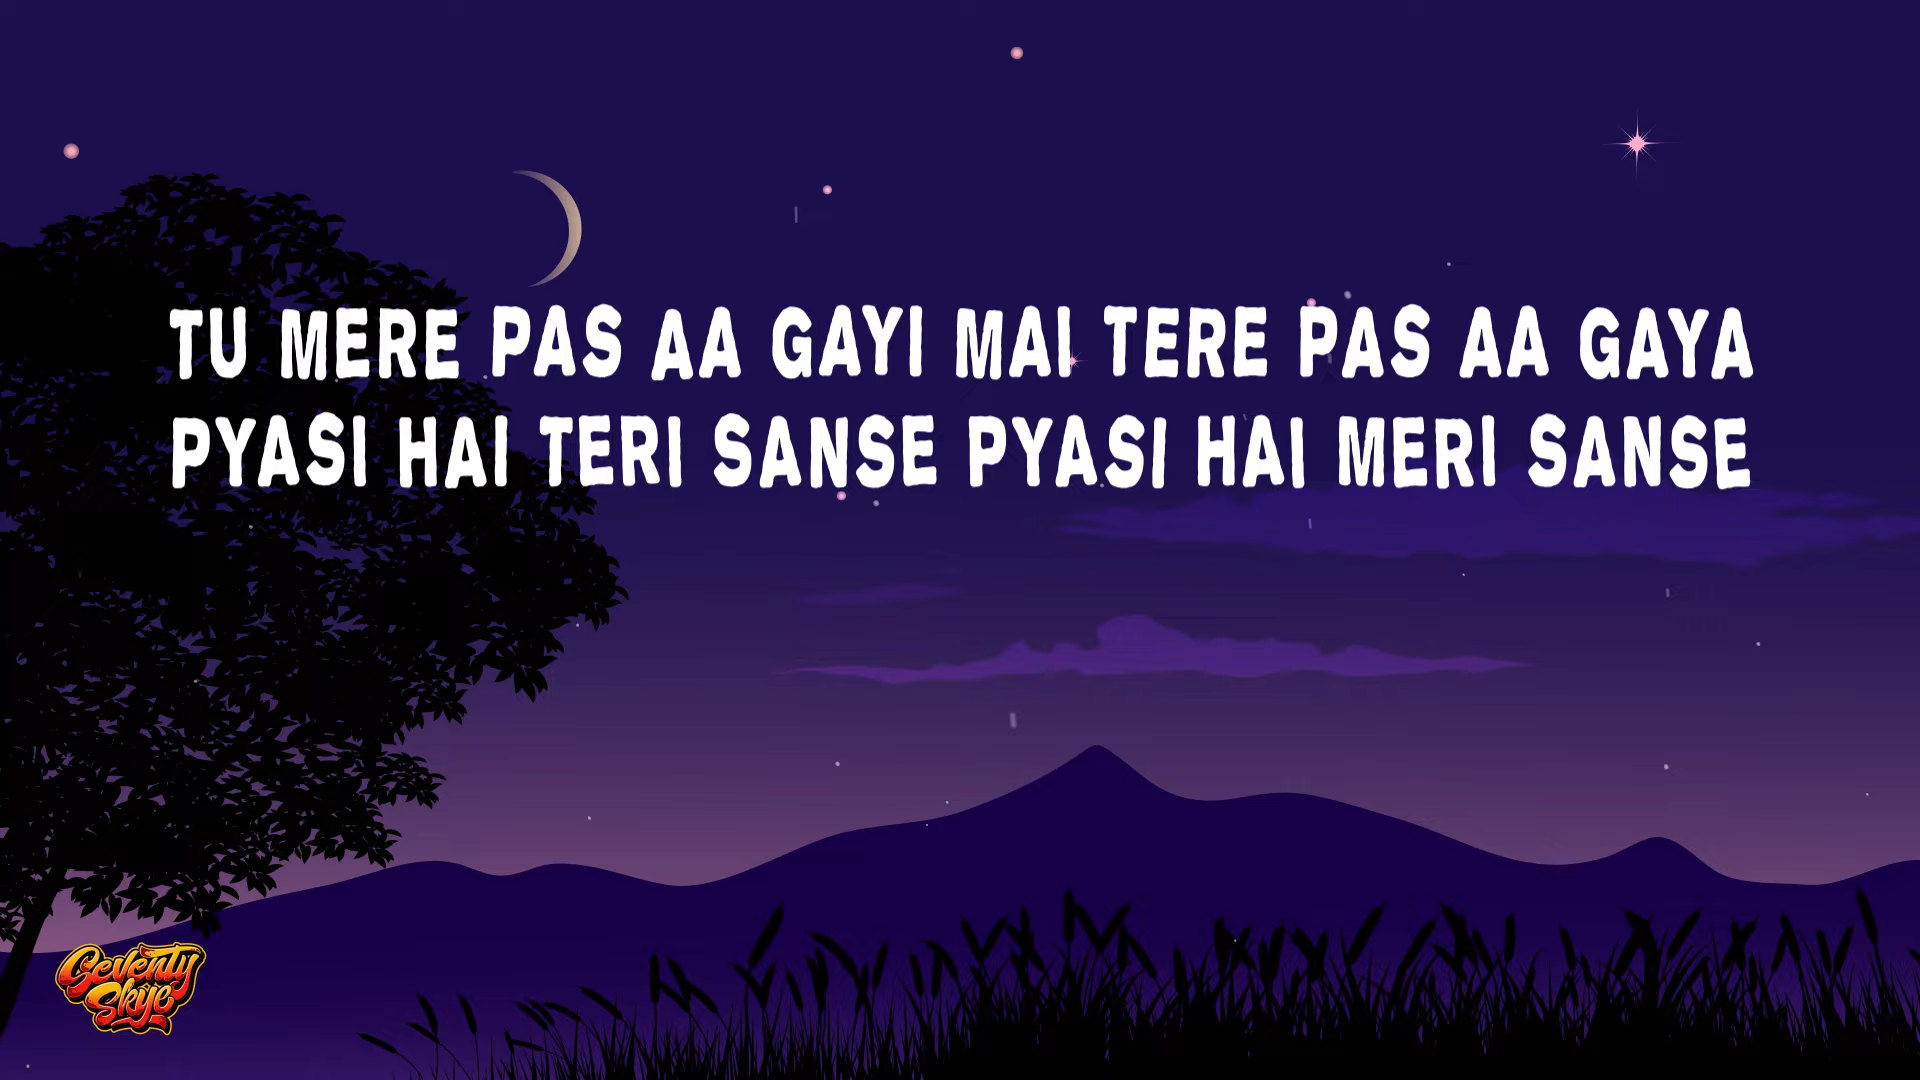 TU MERE PAS AA GAYI MAI TERE PAS AA GAYA
PYASI HAI TERI SANSE PYASI HAI MERI SANSE
Seventy
Skye